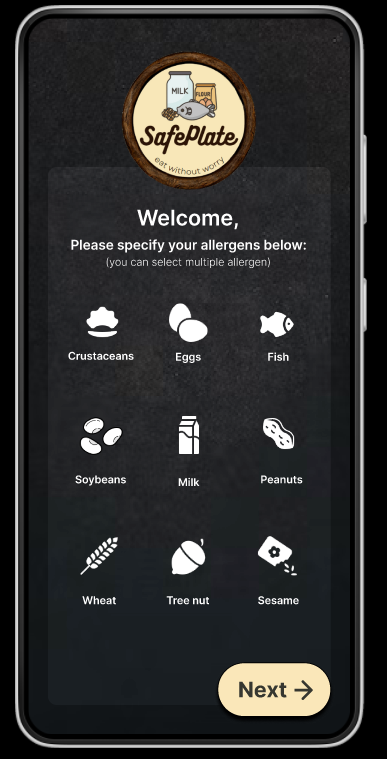 MILK
FLOUR
SafePlate
eat without worry
Welcome,
Please specify your allergens below:
(you can select multiple allergen)
Crustaceans
Eggs
Fish
Soybeans
Milk
Peanuts
Wheat
Tree nut
Sesame
Next